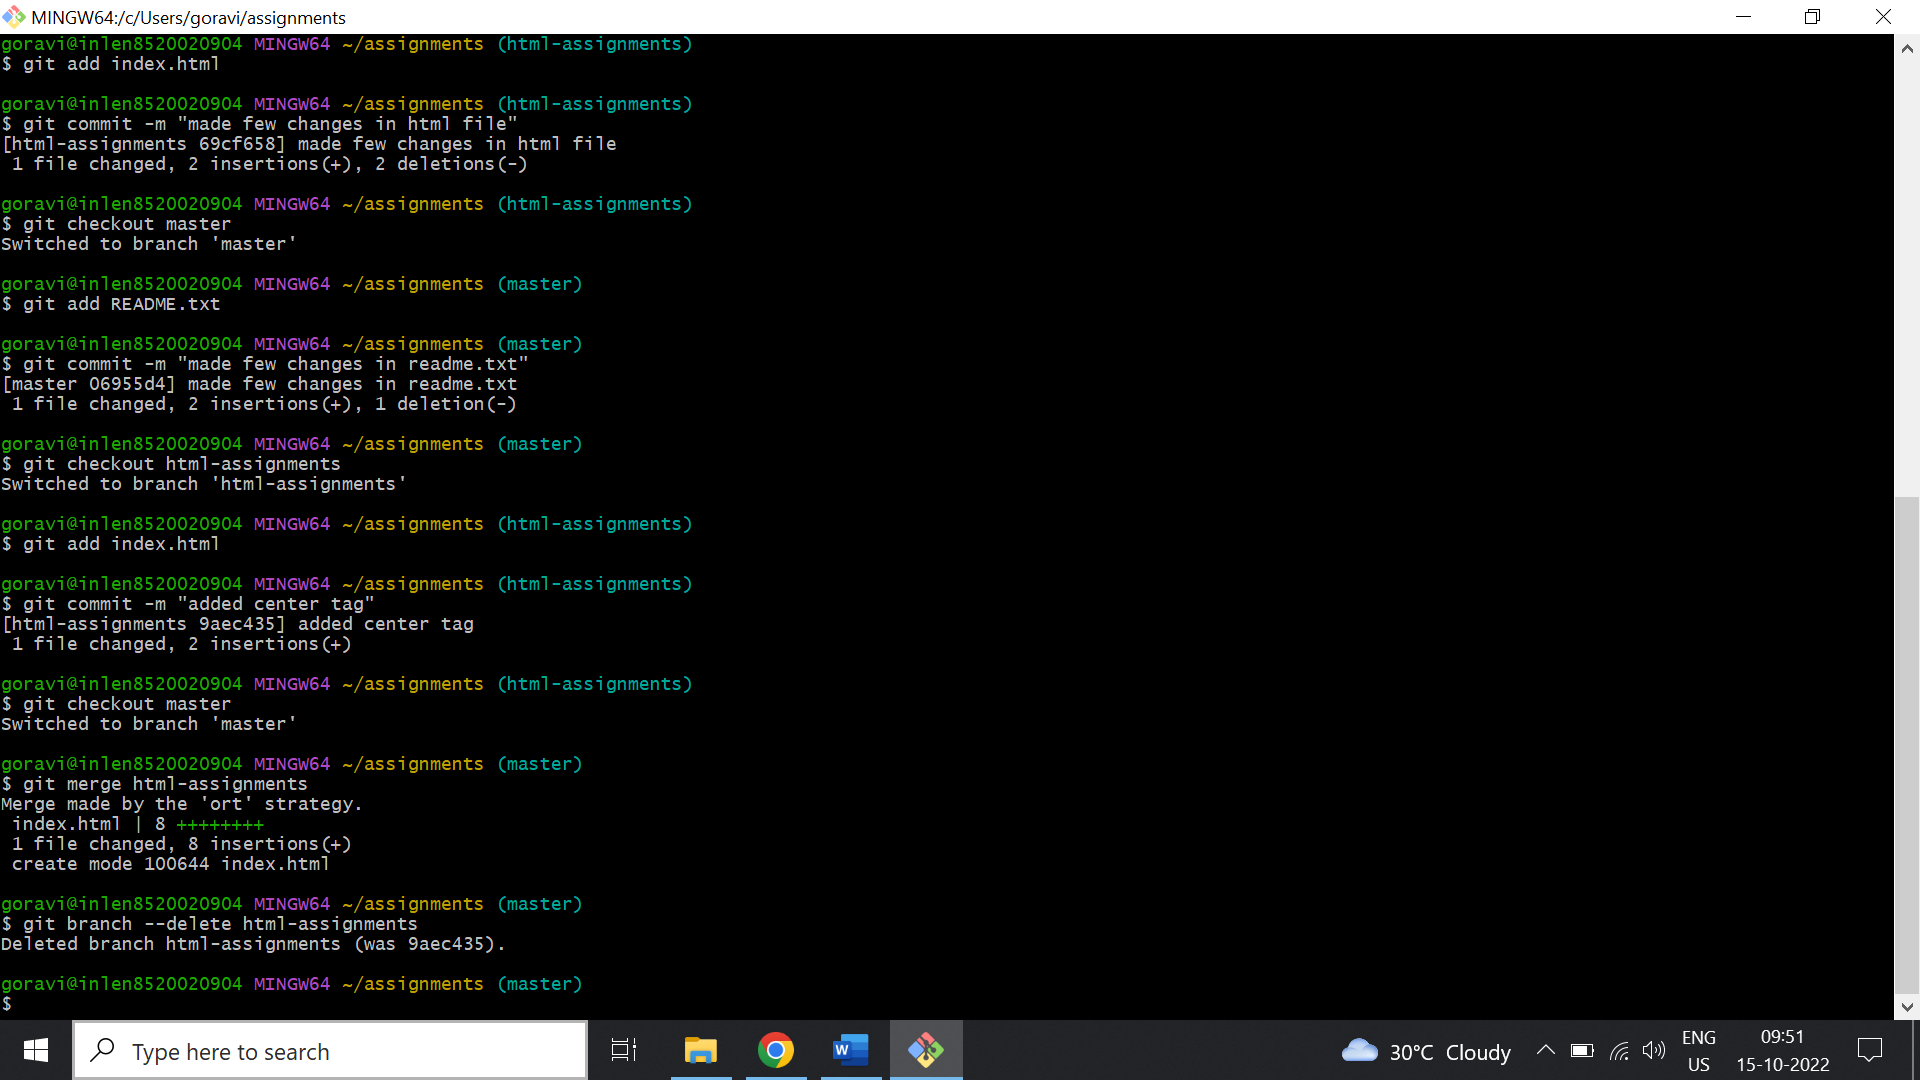 MINGW64:/c/Users/goravi/assignments
goravi@inlen8520020904 MINGW64 ~/assignments (html-assignments)
$ git add index.html
goravi@inlen8520020904 MINGW64 ~/assignments (html-assignments)
$ git commit -m "made few changes in html file"
[html-assignments 69cf658] made few changes in html file
 1 file changed, 2 insertions(+), 2 deletions(-)
goravi@inlen8520020904 MINGW64 ~/assignments (html-assignments)
$ git checkout master
Switched to branch 'master'
goravi@inlen8520020904 MINGW64 ~/assignments (master)
$ git add README.txt
goravi@inlen8520020904 MINGW64 ~/assignments (master)
$ git commit -m "made few changes in readme.txt"
[master 06955d4] made few changes in readme.txt
 1 file changed, 2 insertions(+), 1 deletion(-)
goravi@inlen8520020904 MINGW64 ~/assignments (master)
$ git checkout html-assignments
Switched to branch 'html-assignments'
goravi@inlen8520020904 MINGW64 ~/assignments (html-assignments)
$ git add index.html
goravi@inlen8520020904 MINGW64 ~/assignments (html-assignments)
$ git commit -m "added center tag"
[html-assignments 9aec435] added center tag
 1 file changed, 2 insertions(+)
goravi@inlen8520020904 MINGW64 ~/assignments (html-assignments)
$ git checkout master
Switched to branch 'master'
goravi@inlen8520020904 MINGW64 ~/assignments (master)
$ git merge html-assignments
Merge made by the 'ort' strategy.
 index.html | 8 ++++++++
 1 file changed, 8 insertions(+)
 create mode 100644 index.html
goravi@inlen8520020904 MINGW64 ~/assignments (master)
$ git branch --delete html-assignments
Deleted branch html-assignments (was 9aec435).
goravi@inlen8520020904 MINGW64 ~/assignments (master)
$
Type here to search
W
30°C Cloudy
ENG
US
09:51
15-10-2022